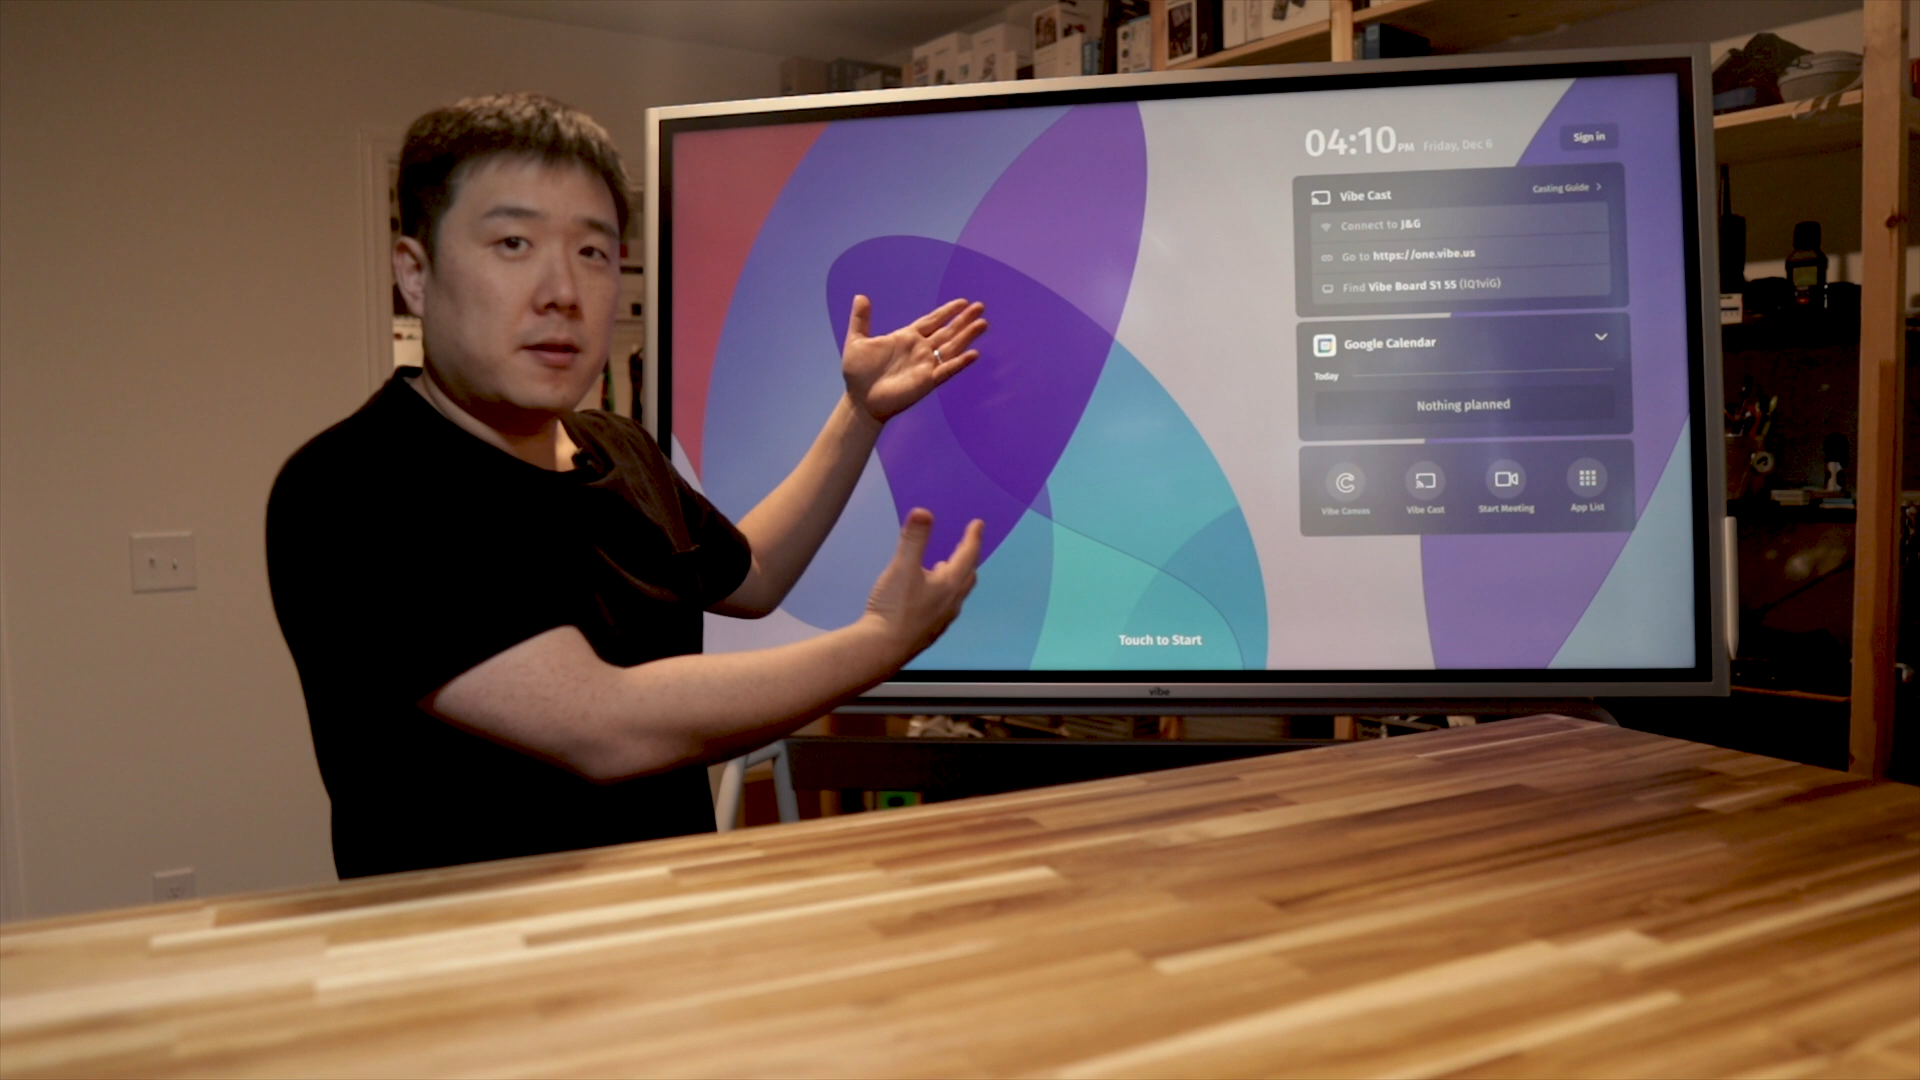 04:10 PM Friday, Dec 6
Sign in
Vibe Cast
Casting Guide
Connect to J&G
Go to https://one.vibe.us
Find Vibe Board S1 55 (IQ1viG)
Google Calendar
Today
Nothing planned
Vibe Canvas
Vibe Cast
Start Meeting
App List
Touch to Start
vibe